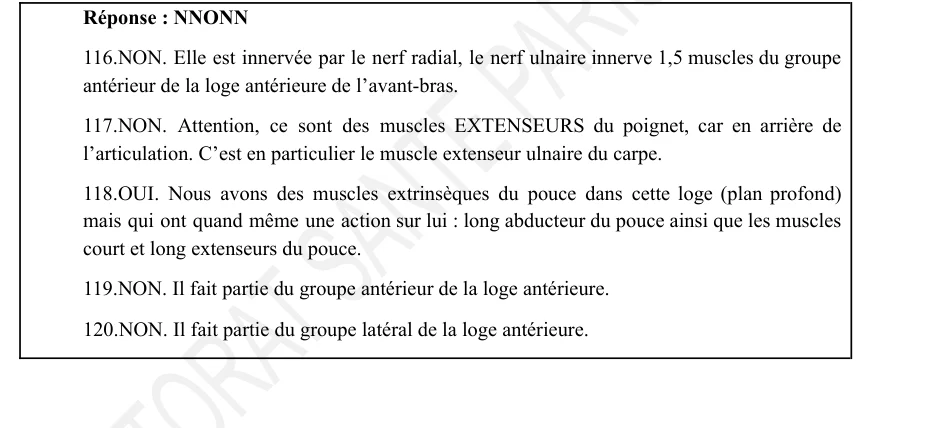 Réponse : NNONN
116.NON. Elle est innervée par le nerf radial, le nerf ulnaire innerve 1,5 muscles du groupe
antérieur de la loge antérieure de l’avant-bras.
117.NON. Attention, ce sont des muscles EXTENSEURS du poignet, car en arrière de
l’articulation. C’est en particulier le muscle extenseur ulnaire du carpe.
118.OUI. Nous avons des muscles extrinsèques du pouce dans cette loge (plan profond)
mais qui ont quand même une action sur lui : long abducteur du pouce ainsi que les muscles
court et long extenseurs du pouce.
119.NON. Il fait partie du groupe antérieur de la loge antérieure.
120.NON. Il fait partie du groupe latéral de la loge antérieure.
TORAT SANTE PAR